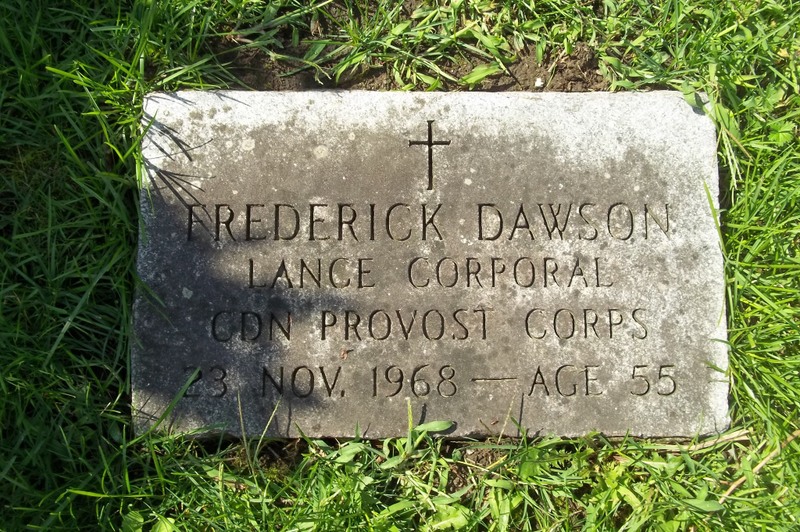 FREDERICK DAWSON
LANCE CORPORAL
CDN PROVOST CORPS
23 NOV. 1968 — AGE 55